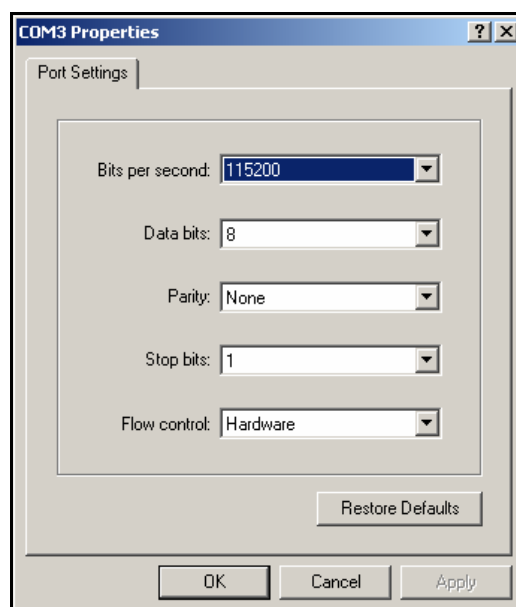 COM3 Properties
Port Settings
Bits per second: 115200
Data bits: 8
Parity: None
Stop bits: 1
Flow control: Hardware
Restore Defaults
OK Cancel Apply